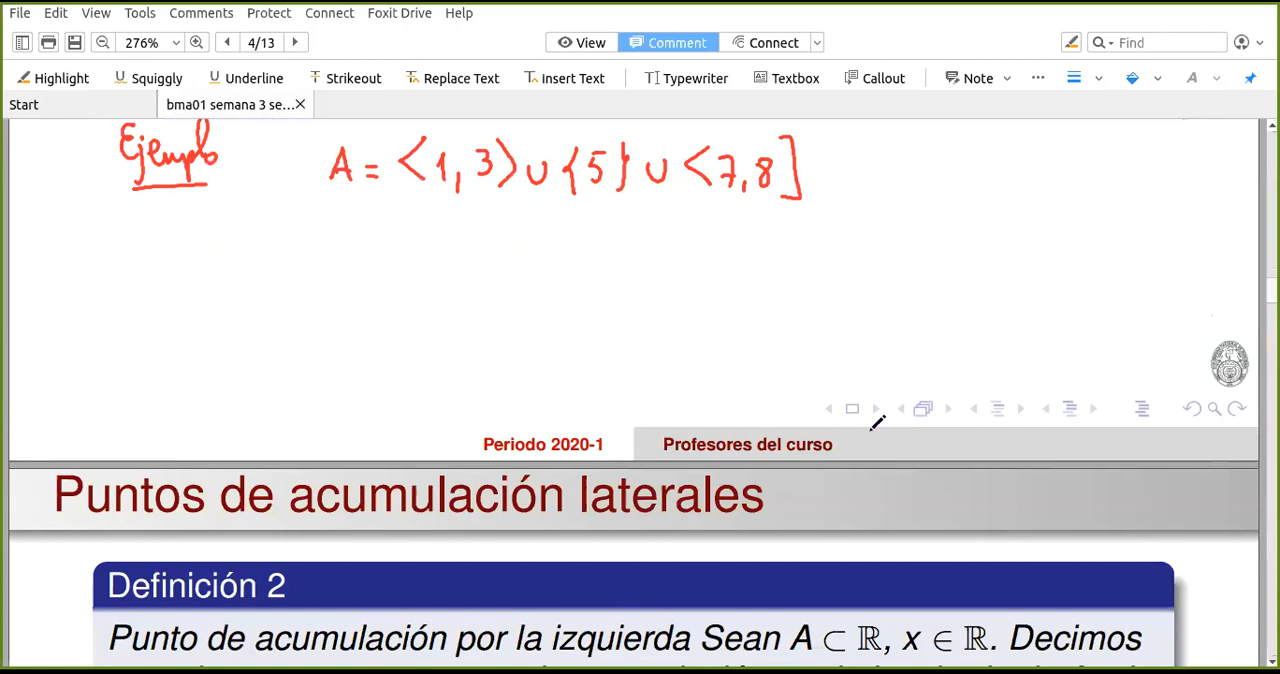 File Edit View Tools Comments Protect Connect Foxit Drive Help
276% 4/13 View Comment Connect Find
Highlight Squiggly Underline Strikeout Replace Text Insert Text Typewriter Textbox Callout Note
Start bma01 semana 3 se...
Ejemplo A = <1, 3> ∪ {5} ∪ <7, 8]
Periodo 2020-1 Profesores del curso
Puntos de acumulación laterales
Definición 2
Punto de acumulación por la izquierda Sean A ⊂ ℝ, x ∈ ℝ. Decimos